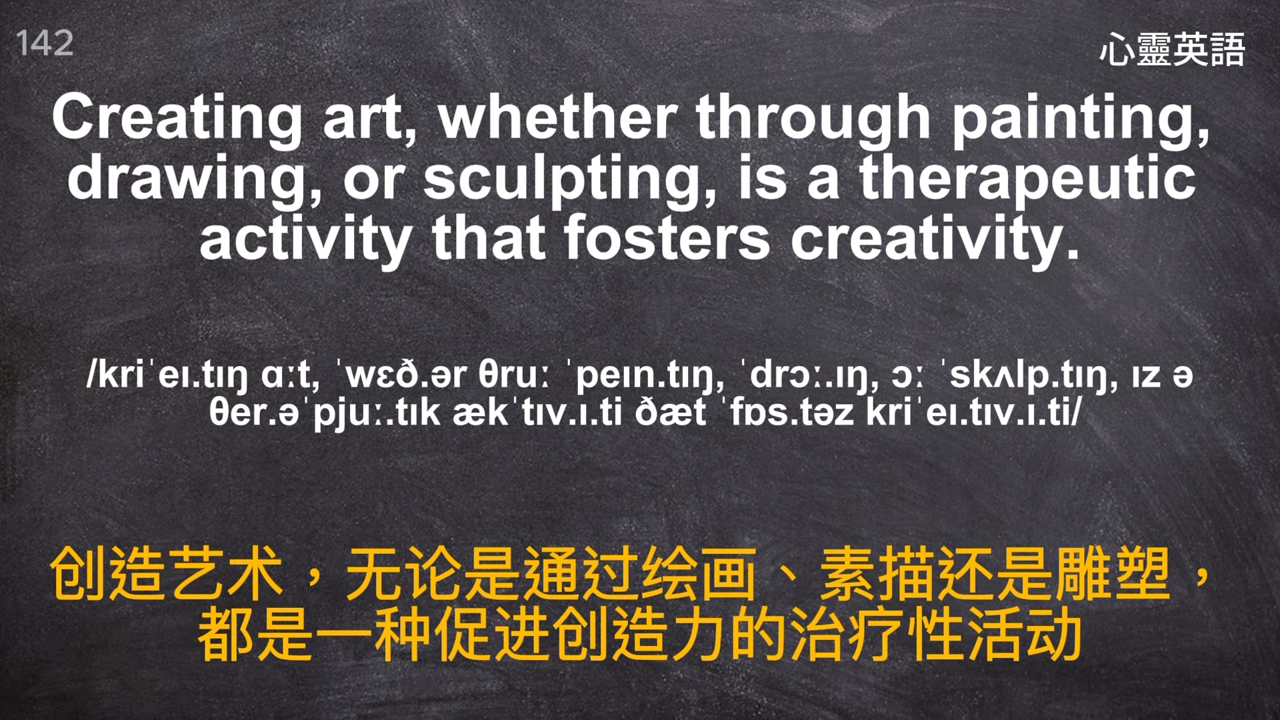 142
心靈英語
Creating art, whether through painting,
drawing, or sculpting, is a therapeutic
activity that fosters creativity.
/kriˈeɪ.tɪŋ ɑːt, ˈwɛð.ər θruː ˈpeɪn.tɪŋ, ˈdrɔː.ɪŋ, ɔː ˈskʌlp.tɪŋ, ɪz ə
θer.əˈpjuː.tɪk ækˈtɪv.ɪ.ti ðæt ˈfɒs.təz kriˈeɪ.tɪv.ɪ.ti/
创造艺术，无论是通过绘画、素描还是雕塑，
都是一种促进创造力的治疗性活动